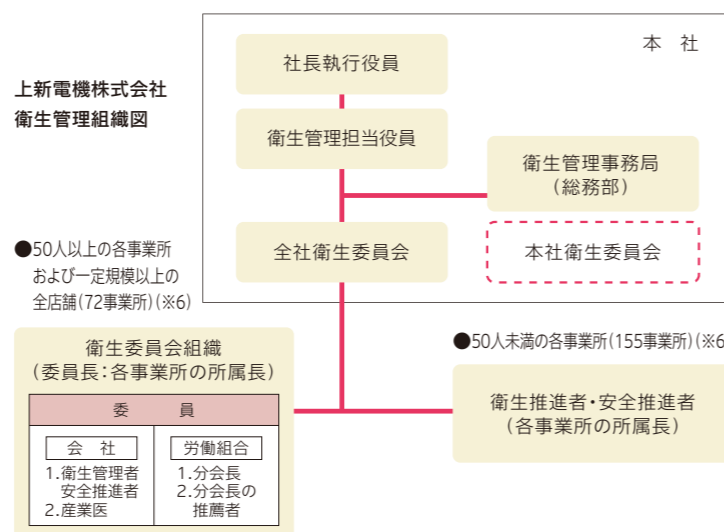 上新電機株式会社
衛生管理組織図
本 社
社長執行役員
衛生管理担当役員
衛生管理事務局
(総務部)
全社衛生委員会
本社衛生委員会
●50人以上の各事業所
および一定規模以上の
全店舗(72事業所)(※6)
衛生委員会組織
(委員長:各事業所の所属長)
委 員
会 社
1.衛生管理者
安全推進者
2.産業医
労働組合
1.分会長
2.分会長の
推薦者
●50人未満の各事業所(155事業所)(※6
衛生推進者・安全推進者
(各事業所の所属長)